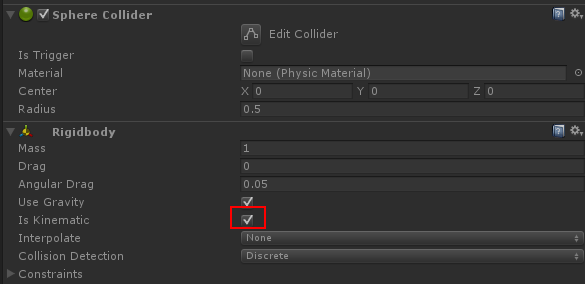 Sphere Collider
Edit Collider
Is Trigger
Material None (Physic Material)
Center X 0 Y 0 Z 0
Radius 0.5
Rigidbody
Mass 1
Drag 0
Angular Drag 0.05
Use Gravity
Is Kinematic
Interpolate None
Collision Detection Discrete
Constraints